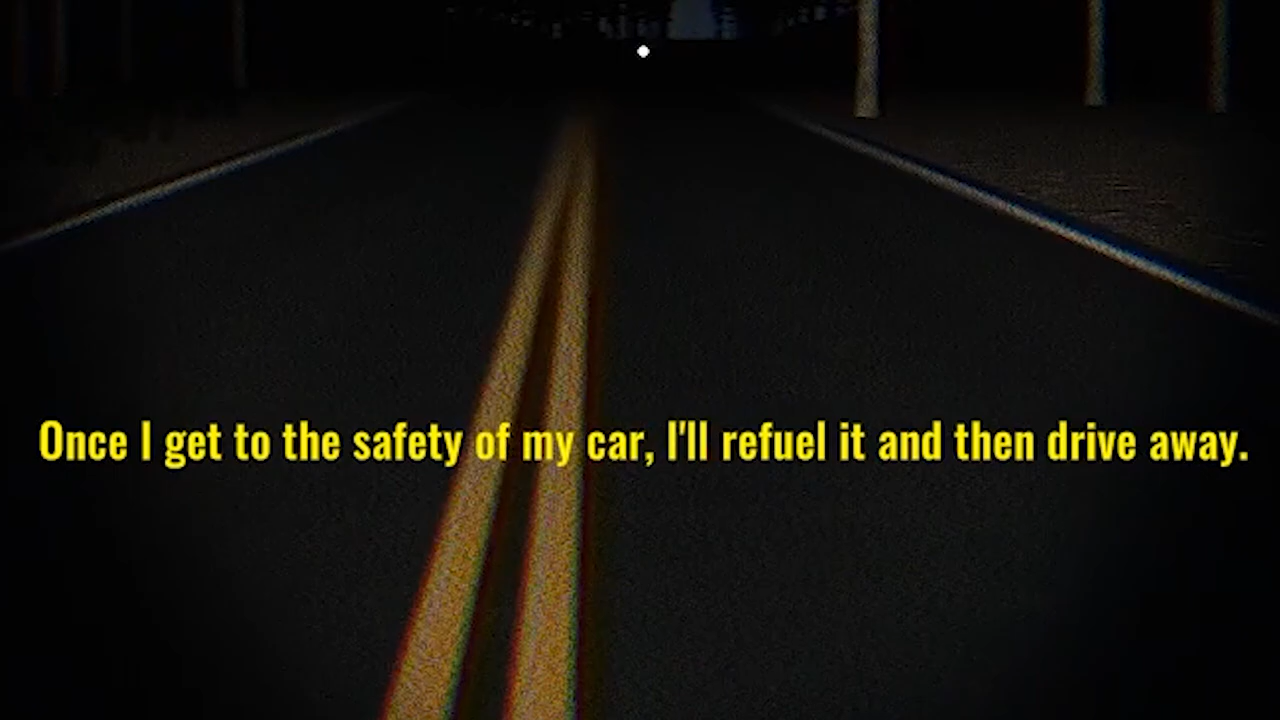 Once I get to the safety of my car, I'll refuel it and then drive away.